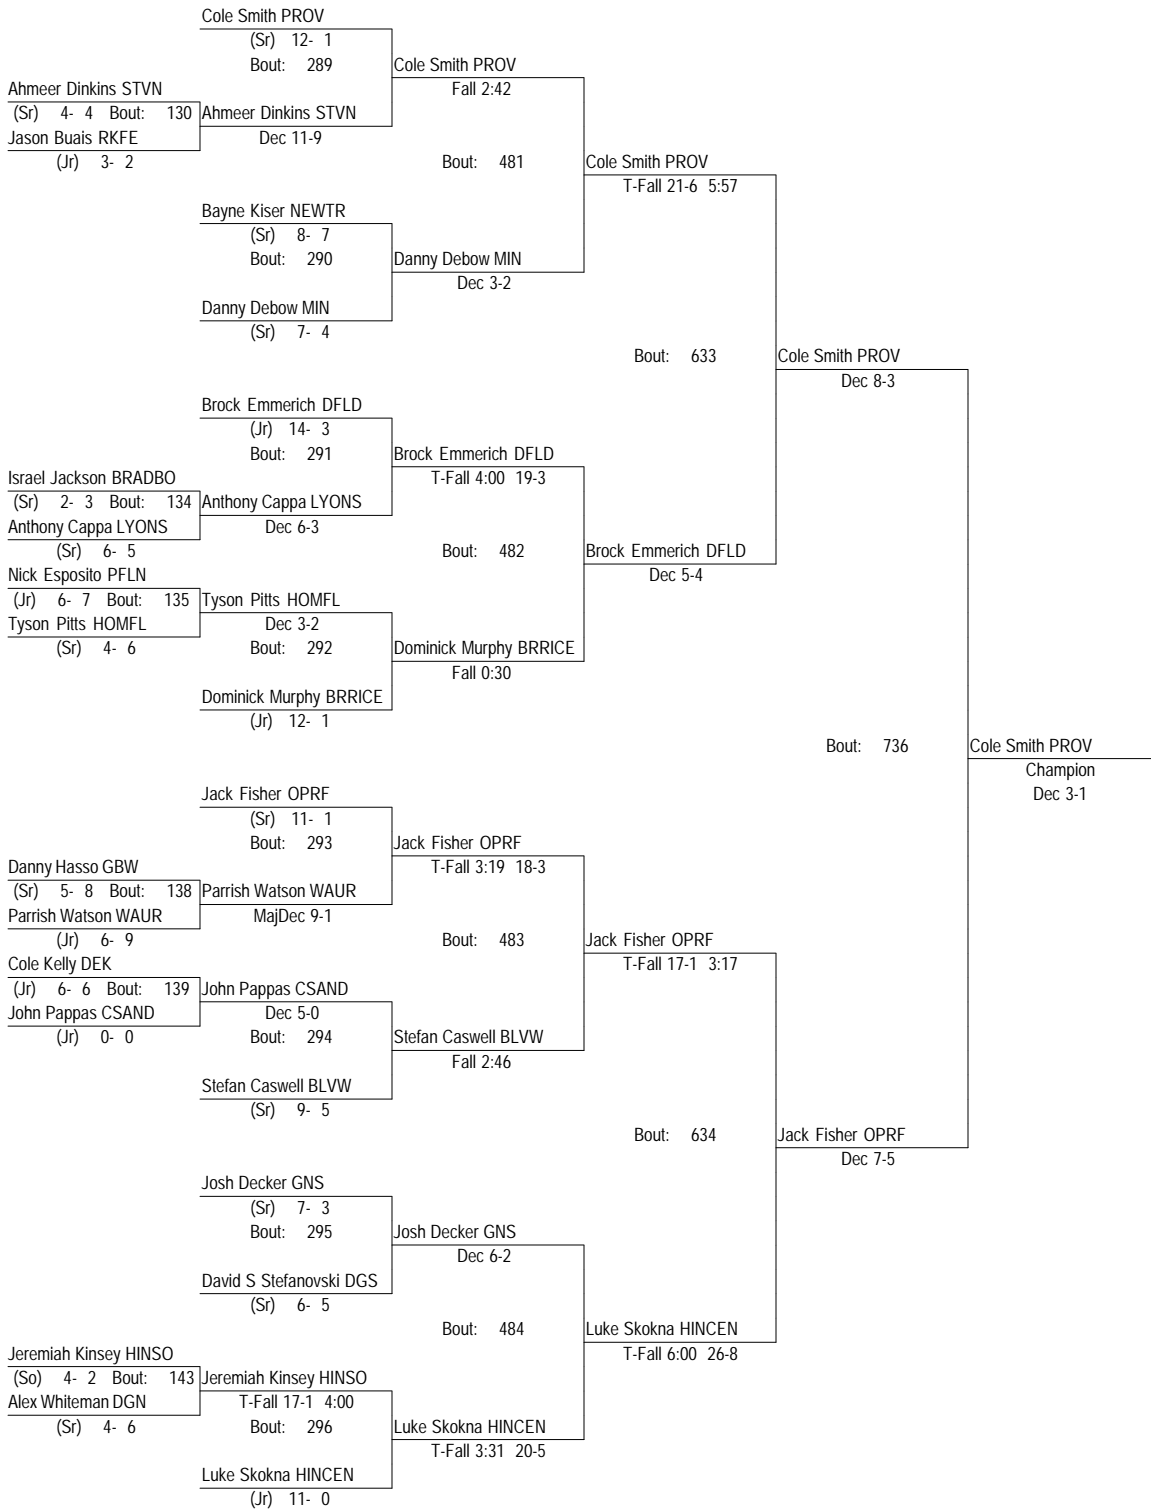 Cole Smith PROV
(Sr) 12- 1
Bout: 289
Cole Smith PROV
Fall 2:42
Ahmeer Dinkins STVN
(Sr) 4- 4 Bout: 130
Ahmeer Dinkins STVN
Jason Buais RKFE
Dec 11-9
(Jr) 3- 2
Bout: 481
Cole Smith PROV
T-Fall 21-6 5:57
Bayne Kiser NEWTR
(Sr) 8- 7
Bout: 290
Danny Debow MIN
Dec 3-2
Danny Debow MIN
(Sr) 7- 4
Bout: 633
Cole Smith PROV
Dec 8-3
Brock Emmerich DFLD
(Jr) 14- 3
Bout: 291
Brock Emmerich DFLD
T-Fall 4:00 19-3
Israel Jackson BRADBO
(Sr) 2- 3 Bout: 134
Anthony Cappa LYONS
Anthony Cappa LYONS
Dec 6-3
(Sr) 6- 5
Bout: 482
Brock Emmerich DFLD
Dec 5-4
Nick Esposito PFLN
(Jr) 6- 7 Bout: 135
Tyson Pitts HOMFL
Tyson Pitts HOMFL
Dec 3-2
(Sr) 4- 6
Bout: 292
Dominick Murphy BRRICE
Fall 0:30
Dominick Murphy BRRICE
(Jr) 12- 1
Bout: 736
Cole Smith PROV
Champion
Dec 3-1
Jack Fisher OPRF
(Sr) 11- 1
Bout: 293
Jack Fisher OPRF
T-Fall 3:19 18-3
Danny Hasso GBW
(Sr) 5- 8 Bout: 138
Parrish Watson WAUR
Parrish Watson WAUR
MajDec 9-1
(Jr) 6- 9
Bout: 483
Jack Fisher OPRF
T-Fall 17-1 3:17
Cole Kelly DEK
(Jr) 6- 6 Bout: 139
John Pappas CSAND
John Pappas CSAND
Dec 5-0
(Jr) 0- 0
Bout: 294
Stefan Caswell BLVW
Fall 2:46
Stefan Caswell BLVW
(Sr) 9- 5
Bout: 634
Jack Fisher OPRF
Dec 7-5
Josh Decker GNS
(Sr) 7- 3
Bout: 295
Josh Decker GNS
Dec 6-2
David S Stefanovski DGS
(Sr) 6- 5
Bout: 484
Luke Skokna HINCEN
T-Fall 6:00 26-8
Jeremiah Kinsey HINSO
(So) 4- 2 Bout: 143
Jeremiah Kinsey HINSO
Alex Whiteman DGN
T-Fall 17-1 4:00
(Sr) 4- 6
Bout: 296
Luke Skokna HINCEN
T-Fall 3:31 20-5
Luke Skokna HINCEN
(Jr) 11- 0